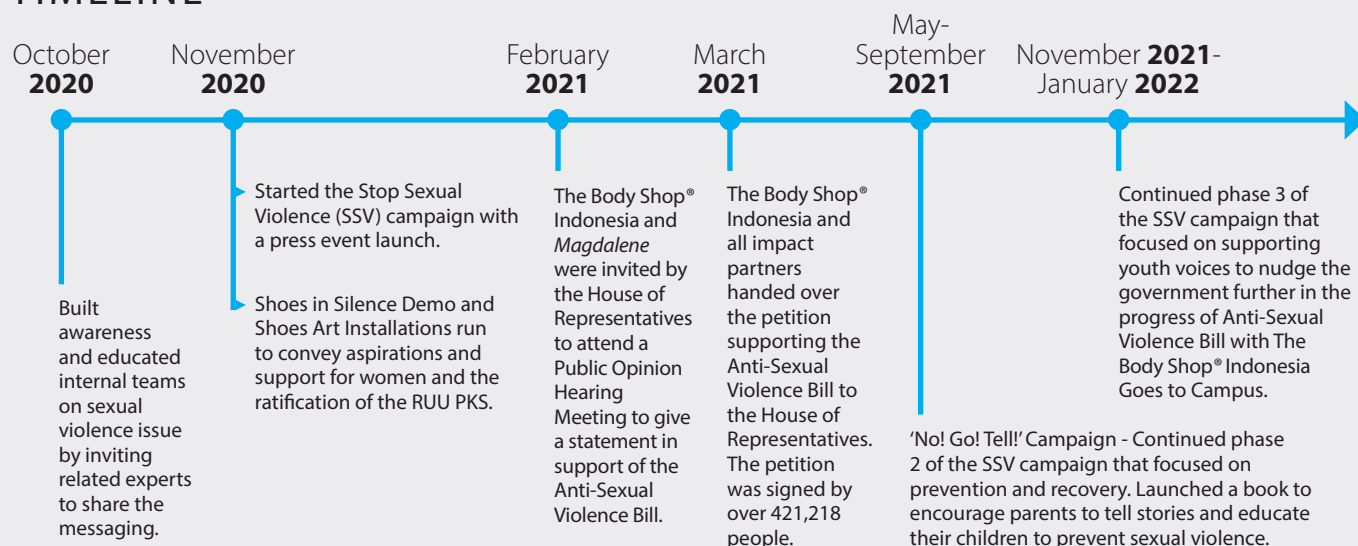 TIMELINE
October
2020
November
2020
February
2021
March
2021
May-
September
2021
November 2021-
January 2022
Built
awareness
and educated
internal teams
on sexual
violence issue
by inviting
related experts
to share the
messaging.
Started the Stop Sexual
Violence (SSV) campaign with
a press event launch.
Shoes in Silence Demo and
Shoes Art Installations run
to convey aspirations and
support for women and the
ratification of the RUU PKS.
The Body Shop®
Indonesia and
Magdalene
were invited by
the House of
Representatives
to attend a
Public Opinion
Hearing
Meeting to give
a statement in
support of the
Anti-Sexual
Violence Bill.
The Body Shop®
Indonesia and
all impact
partners
handed over
the petition
supporting the
Anti-Sexual
Violence Bill to
the House of
Representatives.
The petition
was signed by
over 421,218
people.
'No! Go! Tell!' Campaign - Continued phase
2 of the SSV campaign that focused on
prevention and recovery. Launched a book to
encourage parents to tell stories and educate
their children to prevent sexual violence.
Continued phase 3 of
the SSV campaign that
focused on supporting
youth voices to nudge the
government further in the
progress of Anti-Sexual
Violence Bill with The
Body Shop® Indonesia
Goes to Campus.